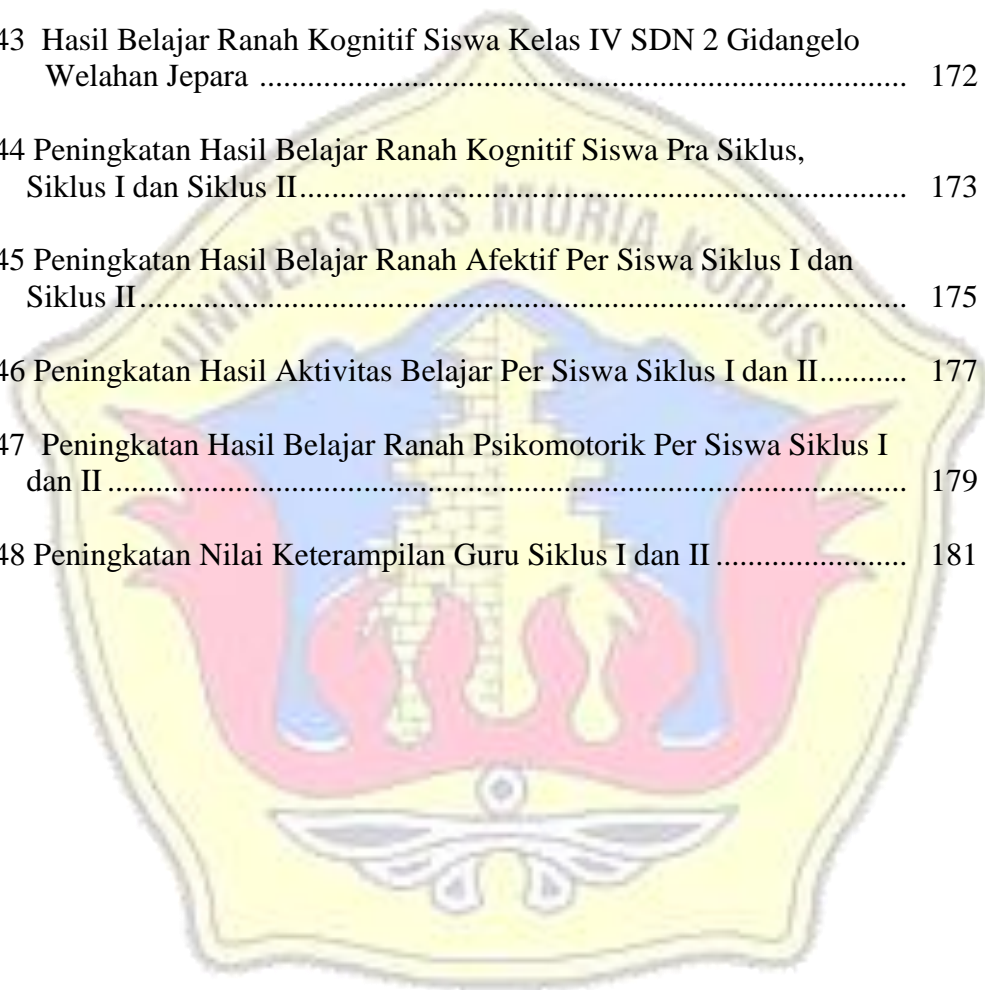 43 Hasil Belajar Ranah Kognitif Siswa Kelas IV SDN 2 Gidangelo
Welahan Jepara ................................................................................. 172
44 Peningkatan Hasil Belajar Ranah Kognitif Siswa Pra Siklus,
Siklus I dan Siklus II............................................................................ 173
45 Peningkatan Hasil Belajar Ranah Afektif Per Siswa Siklus I dan
Siklus II................................................................................................ 175
46 Peningkatan Hasil Aktivitas Belajar Per Siswa Siklus I dan II........... 177
47 Peningkatan Hasil Belajar Ranah Psikomotorik Per Siswa Siklus I
dan II .................................................................................................... 179
48 Peningkatan Nilai Keterampilan Guru Siklus I dan II ........................ 181
UNIVERSITAS MURIA KUDUS